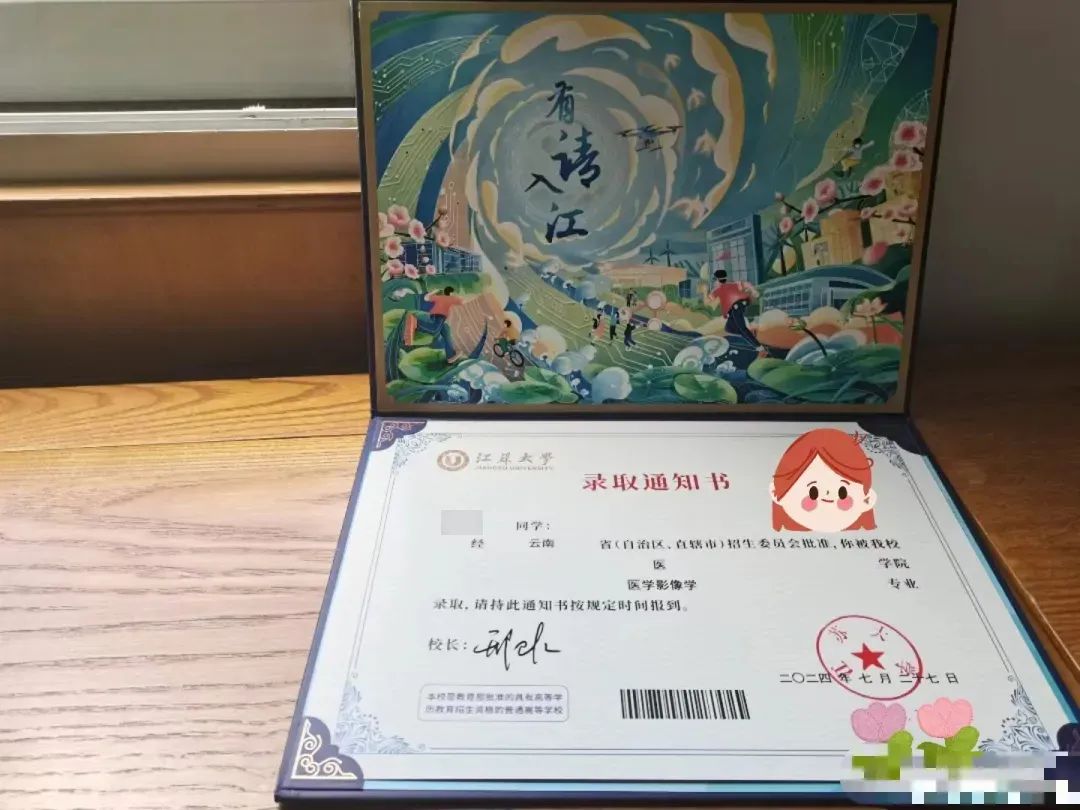 有请
入江
江苏大学
JIANGSU UNIVERSITY
录取通知书
同学:
经 云南 省(自治区、直辖市)招生委员会批准,你被我校
医 学院
医学影像学 专业
录取,请持此通知书按规定时间报到。
校长:
二〇二四年七月二十七日
本校是教育部批准的具有高等学
历教育招生资格的普通高等学校